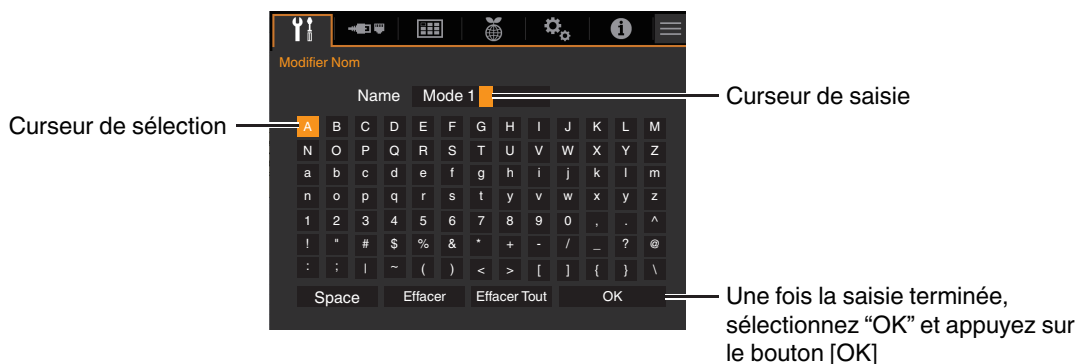 Modifier Nom
Name Mode 1
Curseur de saisie
Curseur de sélection
A B C D E F G H I J K L M
N O P Q R S T U V W X Y Z
a b c d e f g h i j k l m
n o p q r s t y v w x y z
1 2 3 4 5 6 7 8 9 0 , . ^
! " # $ % & * + - / _ ? @
: ; | ~ ( ) < > [ ] { } \
Space Effacer Effacer Tout OK
Une fois la saisie terminée,
sélectionnez “OK” et appuyez sur
le bouton [OK]